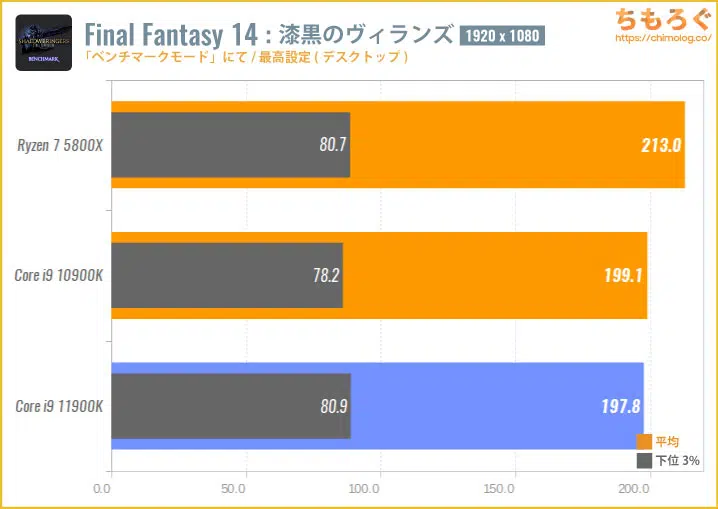 SHADOWBRINGERS
BENCHMARK
Final Fantasy 14 : 漆黒のヴィランズ 1920 x 1080
「ベンチマークモード」にて / 最高設定 ( デスクトップ )
ちもろぐ
https://chimolog.co/
Ryzen 7 5800X
80.7
213.0
Core i9 10900K
78.2
199.1
Core i9 11900K
80.9
197.8
平均
下位 3%
0.0 50.0 100.0 150.0 200.0